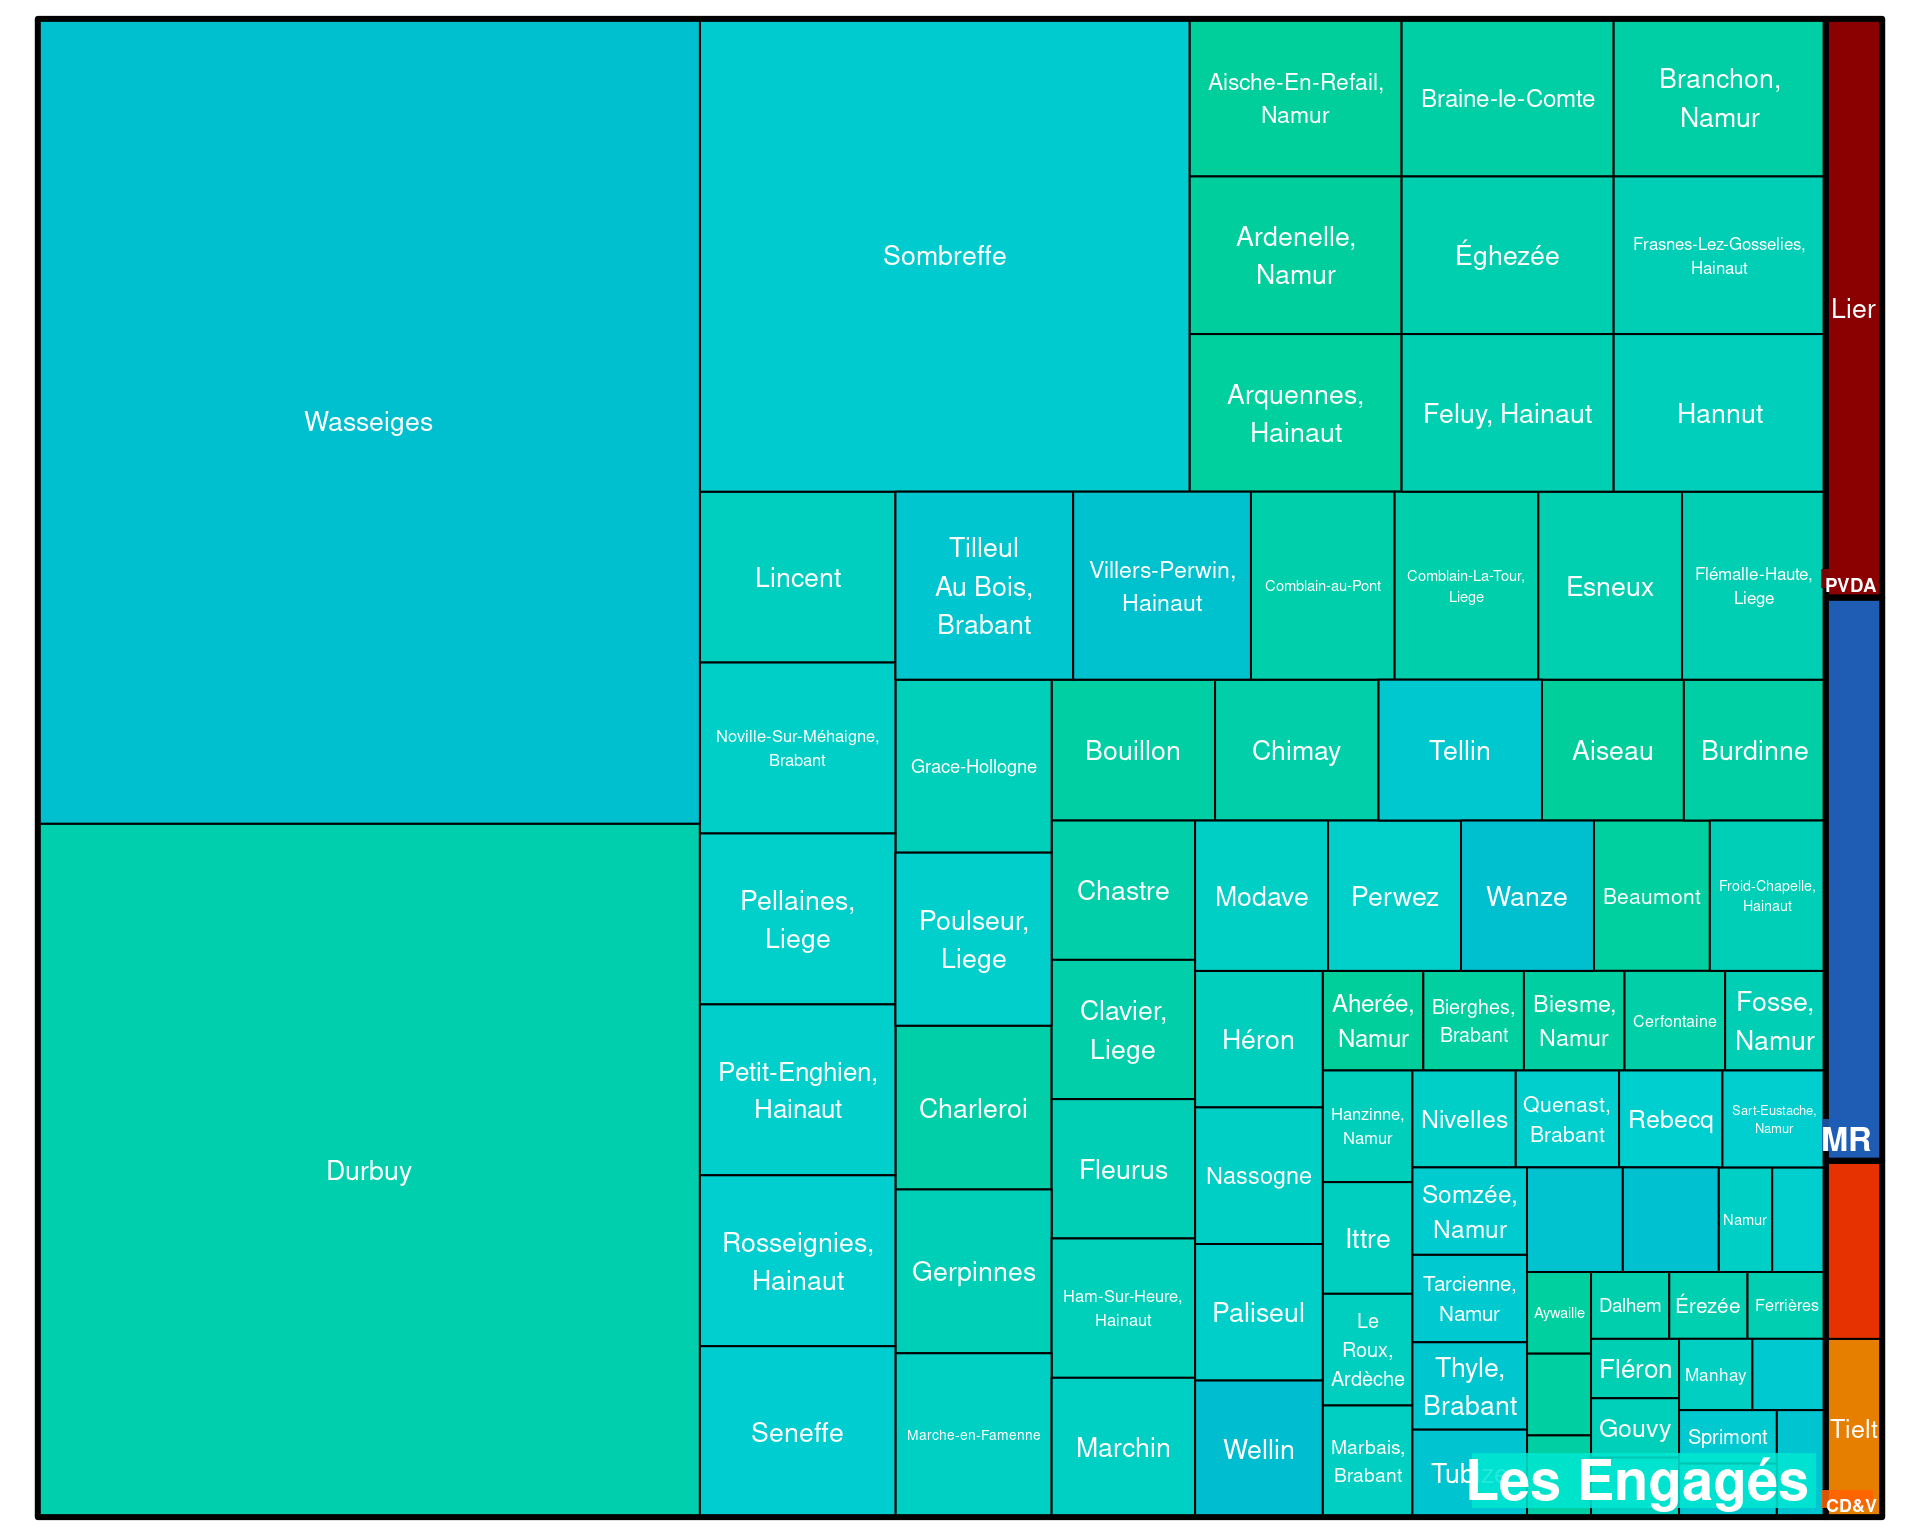 Wasseiges
Durbuy
Sombreffe
Aische-En-Refail,
Namur
Braine-le-Comte
Branchon,
Namur
Ardenelle,
Namur
Éghezée
Frasnes-Lez-Gosselies,
Hainaut
Arquennes,
Hainaut
Feluy, Hainaut
Hannut
Lincent
Noville-Sur-Méhaigne,
Brabant
Pellaines,
Liege
Petit-Enghien,
Hainaut
Rosseignies,
Hainaut
Seneffe
Tilleul
Au Bois,
Brabant
Villers-Perwin,
Hainaut
Comblain-au-Pont
Comblain-La-Tour,
Liege
Esneux
Flémalle-Haute,
Liege
Grace-Hollogne
Poulseur,
Liege
Charleroi
Gerpinnes
Marche-en-Famenne
Bouillon
Chimay
Tellin
Aiseau
Burdinne
Chastre
Clavier,
Liege
Fleurus
Ham-Sur-Heure,
Hainaut
Marchin
Modave
Perwez
Wanze
Beaumont
Froid-Chapelle,
Hainaut
Héron
Nassogne
Paliseul
Wellin
Aherée,
Namur
Bierghes,
Brabant
Biesme,
Namur
Cerfontaine
Fosse,
Namur
Hanzinne,
Namur
Ittre
Le
Roux,
Ardèche
Marbais,
Brabant
Nivelles
Quenast,
Brabant
Rebecq
Sart-Eustache,
Namur
Somzée,
Namur
Tarcienne,
Namur
Thyle,
Brabant
Tubize
Namur
Aywaille
Dalhem
Érezée
Ferrières
Fléron
Gouvy
Manhay
Sprimont
Les Engagés
Lier
PVDA
MR
Tielt
CD&V